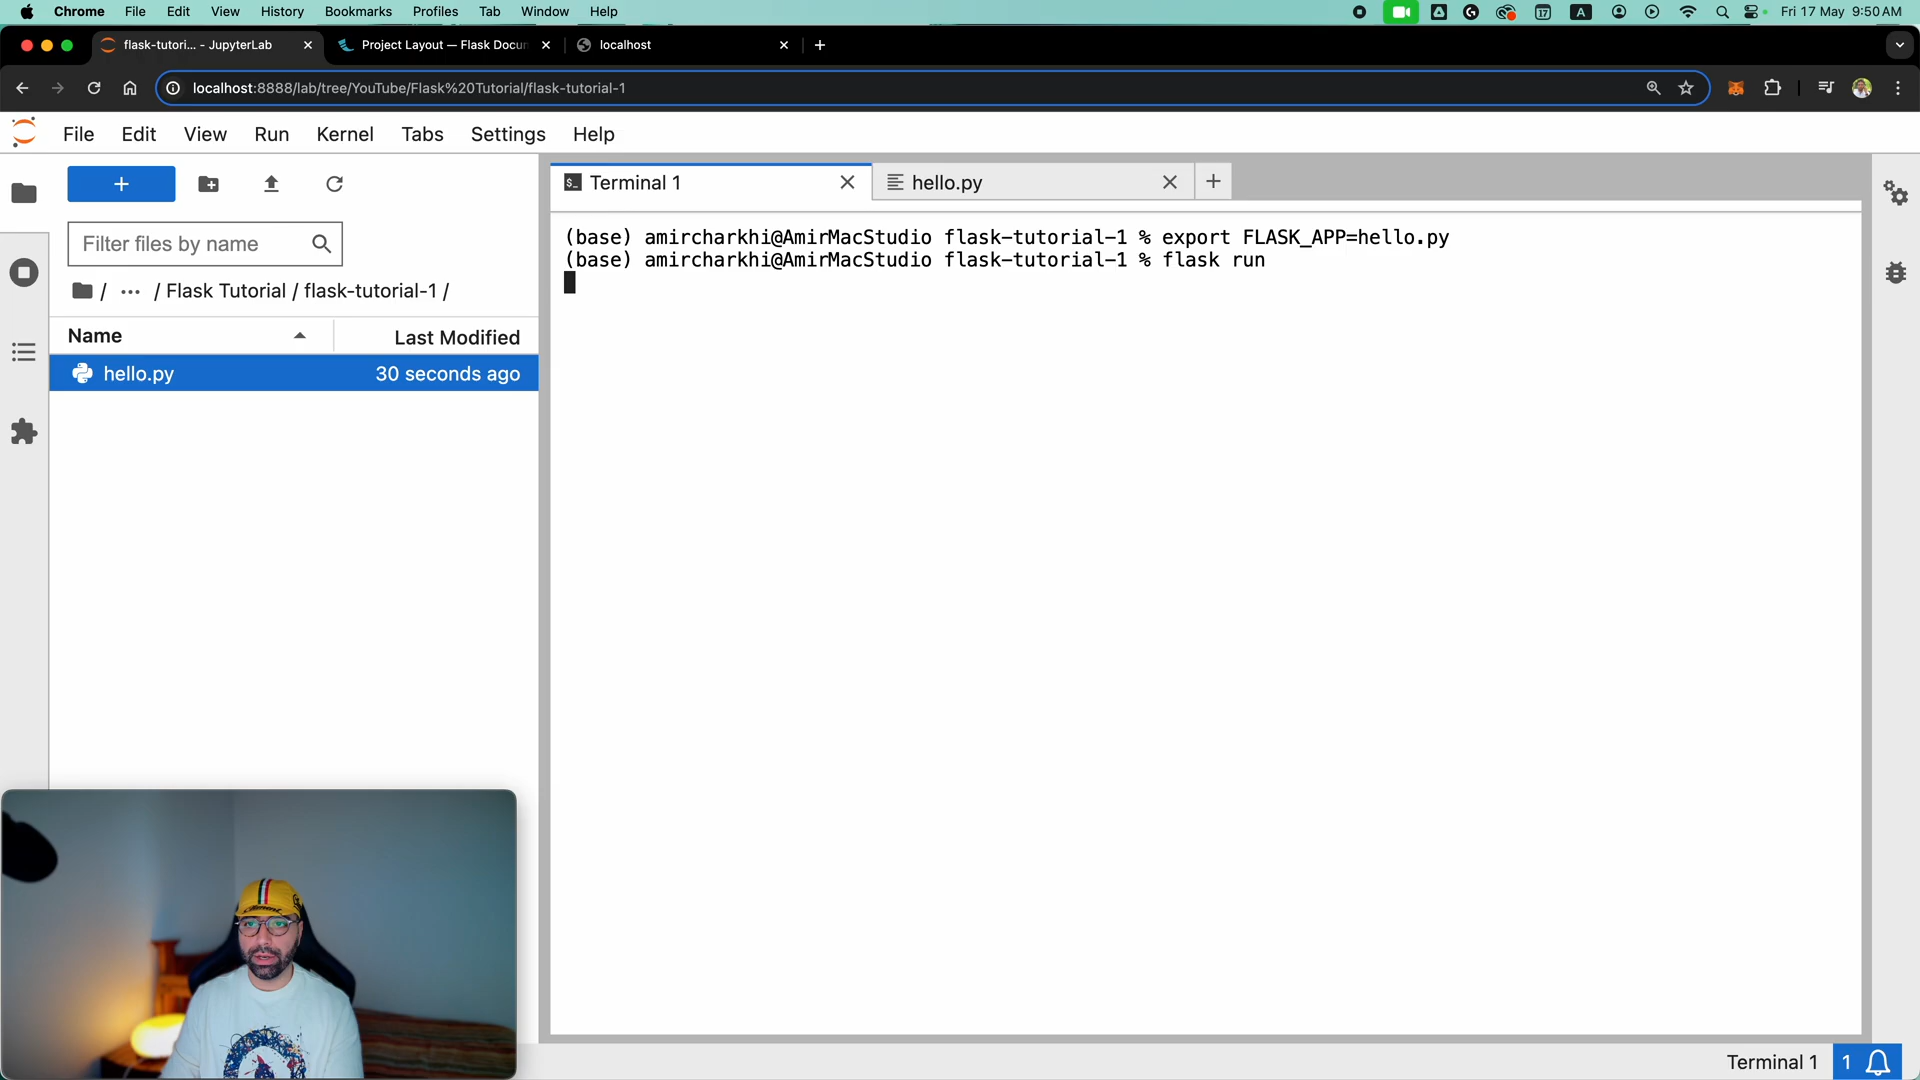 Chrome File Edit View History Bookmarks Profiles Tab Window Help
17 A Fri 17 May 9:50 AM
flask-tutori... - JupyterLab Project Layout — Flask Docun localhost
localhost:8888/lab/tree/YouTube/Flask%20Tutorial/flask-tutorial-1
File Edit View Run Kernel Tabs Settings Help
Terminal 1 hello.py
Filter files by name
/ ... / Flask Tutorial / flask-tutorial-1 /
Name Last Modified
hello.py 30 seconds ago
(base) amircharkhi@AmirMacStudio flask-tutorial-1 % export FLASK_APP=hello.py
(base) amircharkhi@AmirMacStudio flask-tutorial-1 % flask run
Terminal 1 1